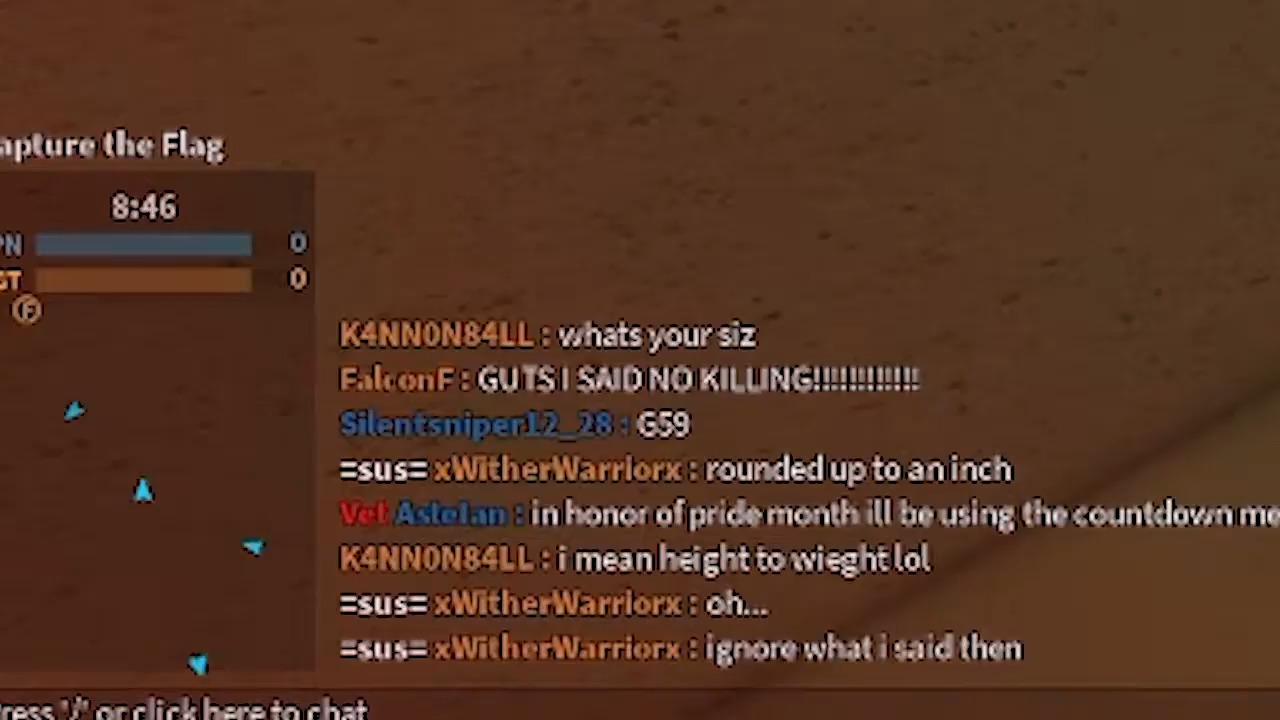 apture the Flag
8:46
PN 0
ST 0
F
K4NN0N84LL : whats your siz
FalconF : GUTS I SAID NO KILLING!!!!!!!!!!!!
Silentsniper12_28 : G59
=sus= xWitherWarriorx : rounded up to an inch
Vet Astelan : in honor of pride month ill be using the countdown me
K4NN0N84LL : i mean height to wieght lol
=sus= xWitherWarriorx : oh...
=sus= xWitherWarriorx : ignore what i said then
ress '/' or click here to chat